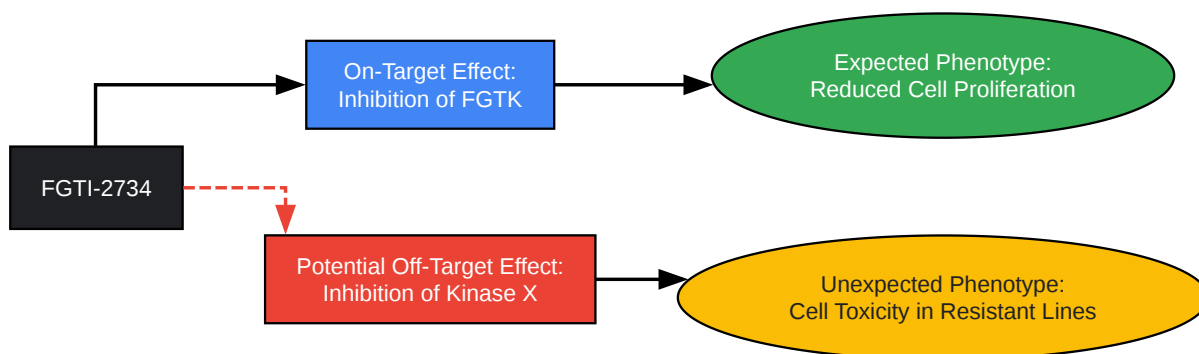 On-Target Effect:
Inhibition of FGTK
Expected Phenotype:
Reduced Cell Proliferation
FGTI-2734
Potential Off-Target Effect:
Inhibition of Kinase X
Unexpected Phenotype:
Cell Toxicity in Resistant Lines